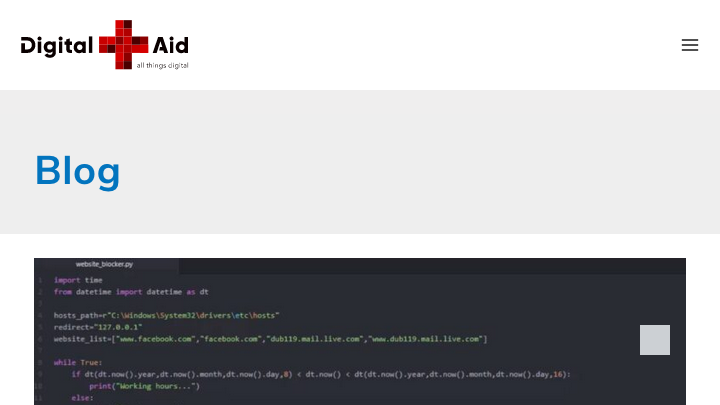 Digital Aid
all things digital
Blog
website_blocker.py
1 import time
2 from datetime import datetime as dt
3
4 hosts_path=r"C:\Windows\System32\drivers\etc\hosts"
5 redirect="127.0.0.1"
6 website_list=["www.facebook.com","facebook.com","dub119.mail.live.com","www.dub119.mail.live.com"]
7
8 while True:
9 if dt(dt.now().year,dt.now().month,dt.now().day,8) < dt.now() < dt(dt.now().year,dt.now().month,dt.now().day,16):
10 print("Working hours...")
11 else: